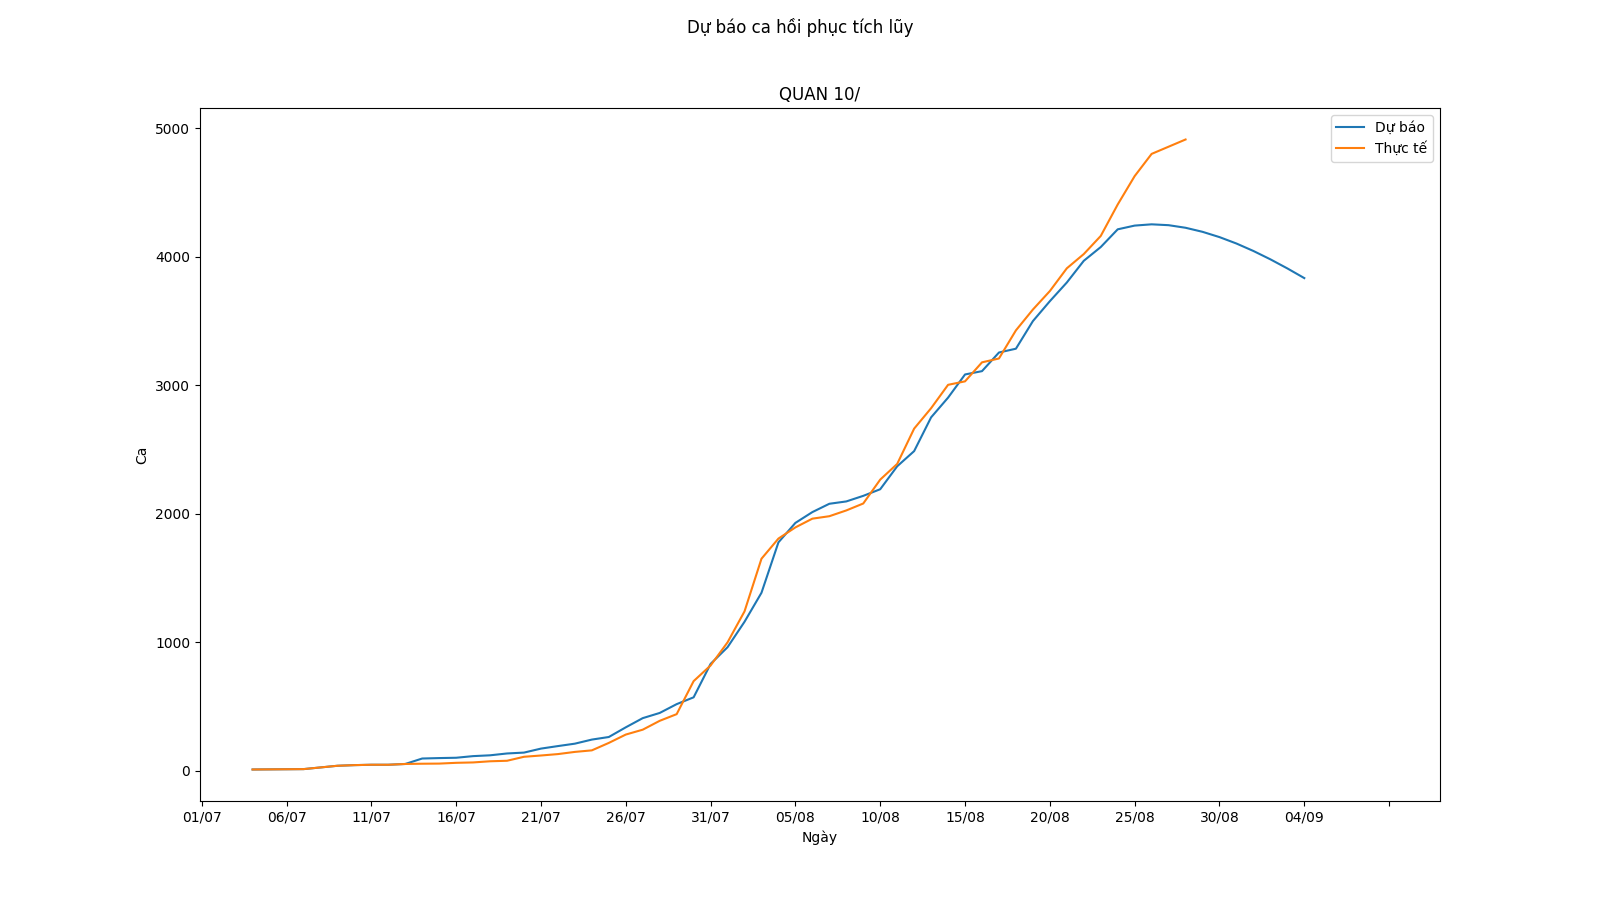 Dự báo ca hồi phục tích lũy
QUAN 10/
Dự báo
Thực tế
5000
4000
3000
2000
1000
0
Ca
01/07 06/07 11/07 16/07 21/07 26/07 31/07 05/08 10/08 15/08 20/08 25/08 30/08 04/09
Ngày